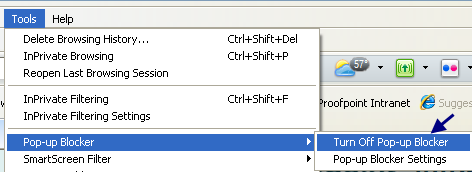 Tools Help
Delete Browsing History... Ctrl+Shift+Del
InPrivate Browsing Ctrl+Shift+P
Reopen Last Browsing Session
57°
InPrivate Filtering Ctrl+Shift+F
Proofpoint Intranet
InPrivate Filtering Settings
Pop-up Blocker
Turn Off Pop-up Blocker
SmartScreen Filter
Pop-up Blocker Settings